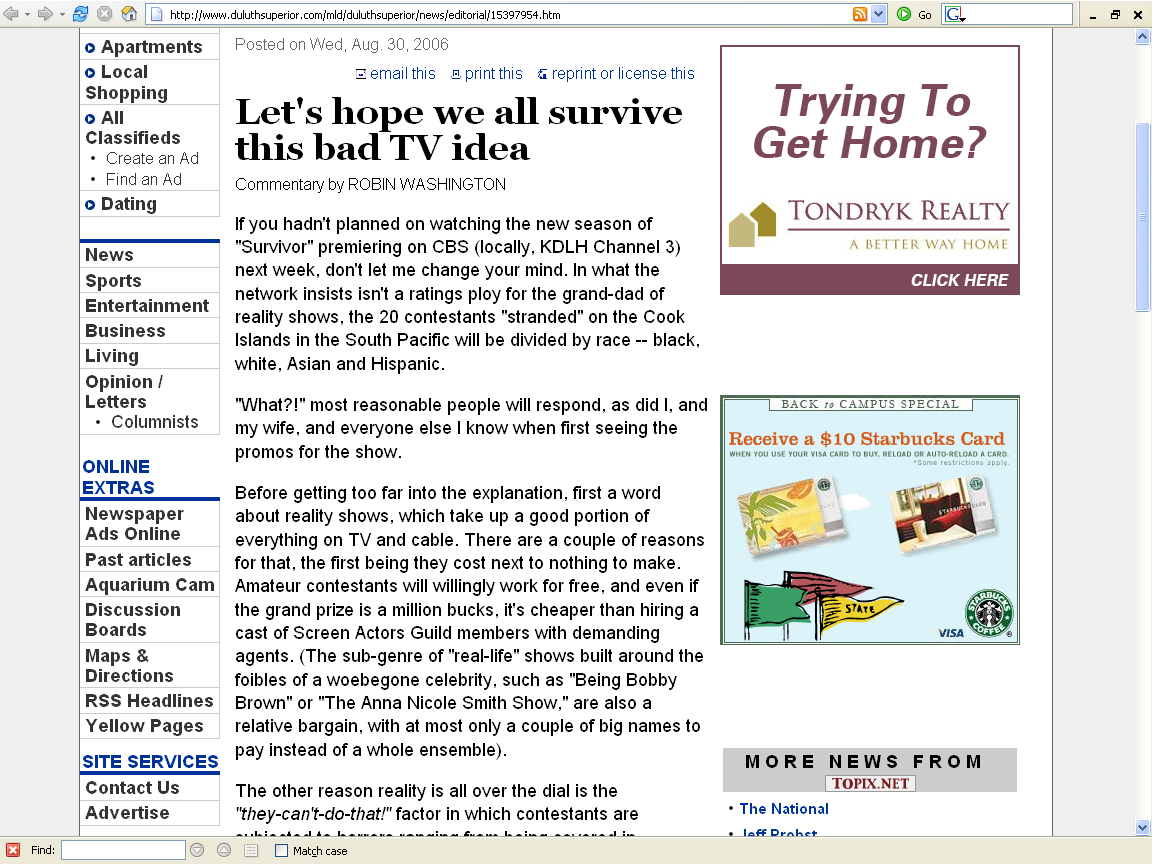 http://www.duluthsuperior.com/mld/duluthsuperior/news/editorial/15397954.htm
Go
Apartments
Local
Shopping
All
Classifieds
• Create an Ad
• Find an Ad
Dating
News
Sports
Entertainment
Business
Living
Opinion /
Letters
• Columnists
ONLINE
EXTRAS
Newspaper
Ads Online
Past articles
Aquarium Cam
Discussion
Boards
Maps &
Directions
RSS Headlines
Yellow Pages
SITE SERVICES
Contact Us
Advertise
Posted on Wed, Aug. 30, 2006
email this print this reprint or license this
Let's hope we all survive
this bad TV idea
Commentary by ROBIN WASHINGTON
If you hadn't planned on watching the new season of
"Survivor" premiering on CBS (locally, KDLH Channel 3)
next week, don't let me change your mind. In what the
network insists isn't a ratings ploy for the grand-dad of
reality shows, the 20 contestants "stranded" on the Cook
Islands in the South Pacific will be divided by race -- black,
white, Asian and Hispanic.
"What?!" most reasonable people will respond, as did I, and
my wife, and everyone else I know when first seeing the
promos for the show.
Before getting too far into the explanation, first a word
about reality shows, which take up a good portion of
everything on TV and cable. There are a couple of reasons
for that, the first being they cost next to nothing to make.
Amateur contestants will willingly work for free, and even if
the grand prize is a million bucks, it's cheaper than hiring a
cast of Screen Actors Guild members with demanding
agents. (The sub-genre of "real-life" shows built around the
foibles of a woebegone celebrity, such as "Being Bobby
Brown" or "The Anna Nicole Smith Show," are also a
relative bargain, with at most only a couple of big names to
pay instead of a whole ensemble).
The other reason reality is all over the dial is the
"they-can't-do-that!" factor in which contestants are
subjected to horrors ranging from being covered in
Trying To
Get Home?
TONDRYK REALTY
A BETTER WAY HOME
CLICK HERE
BACK to CAMPUS SPECIAL
Receive a $10 Starbucks Card
WHEN YOU USE YOUR VISA CARD TO BUY, RELOAD OR AUTO-RELOAD A CARD.
*Some restrictions apply.
STARBUCKS
STATE
VISA
STARBUCKS
COFFEE
MORE NEWS FROM
TOPIX.NET
• The National
• Jeff Probst
Find:
Match case